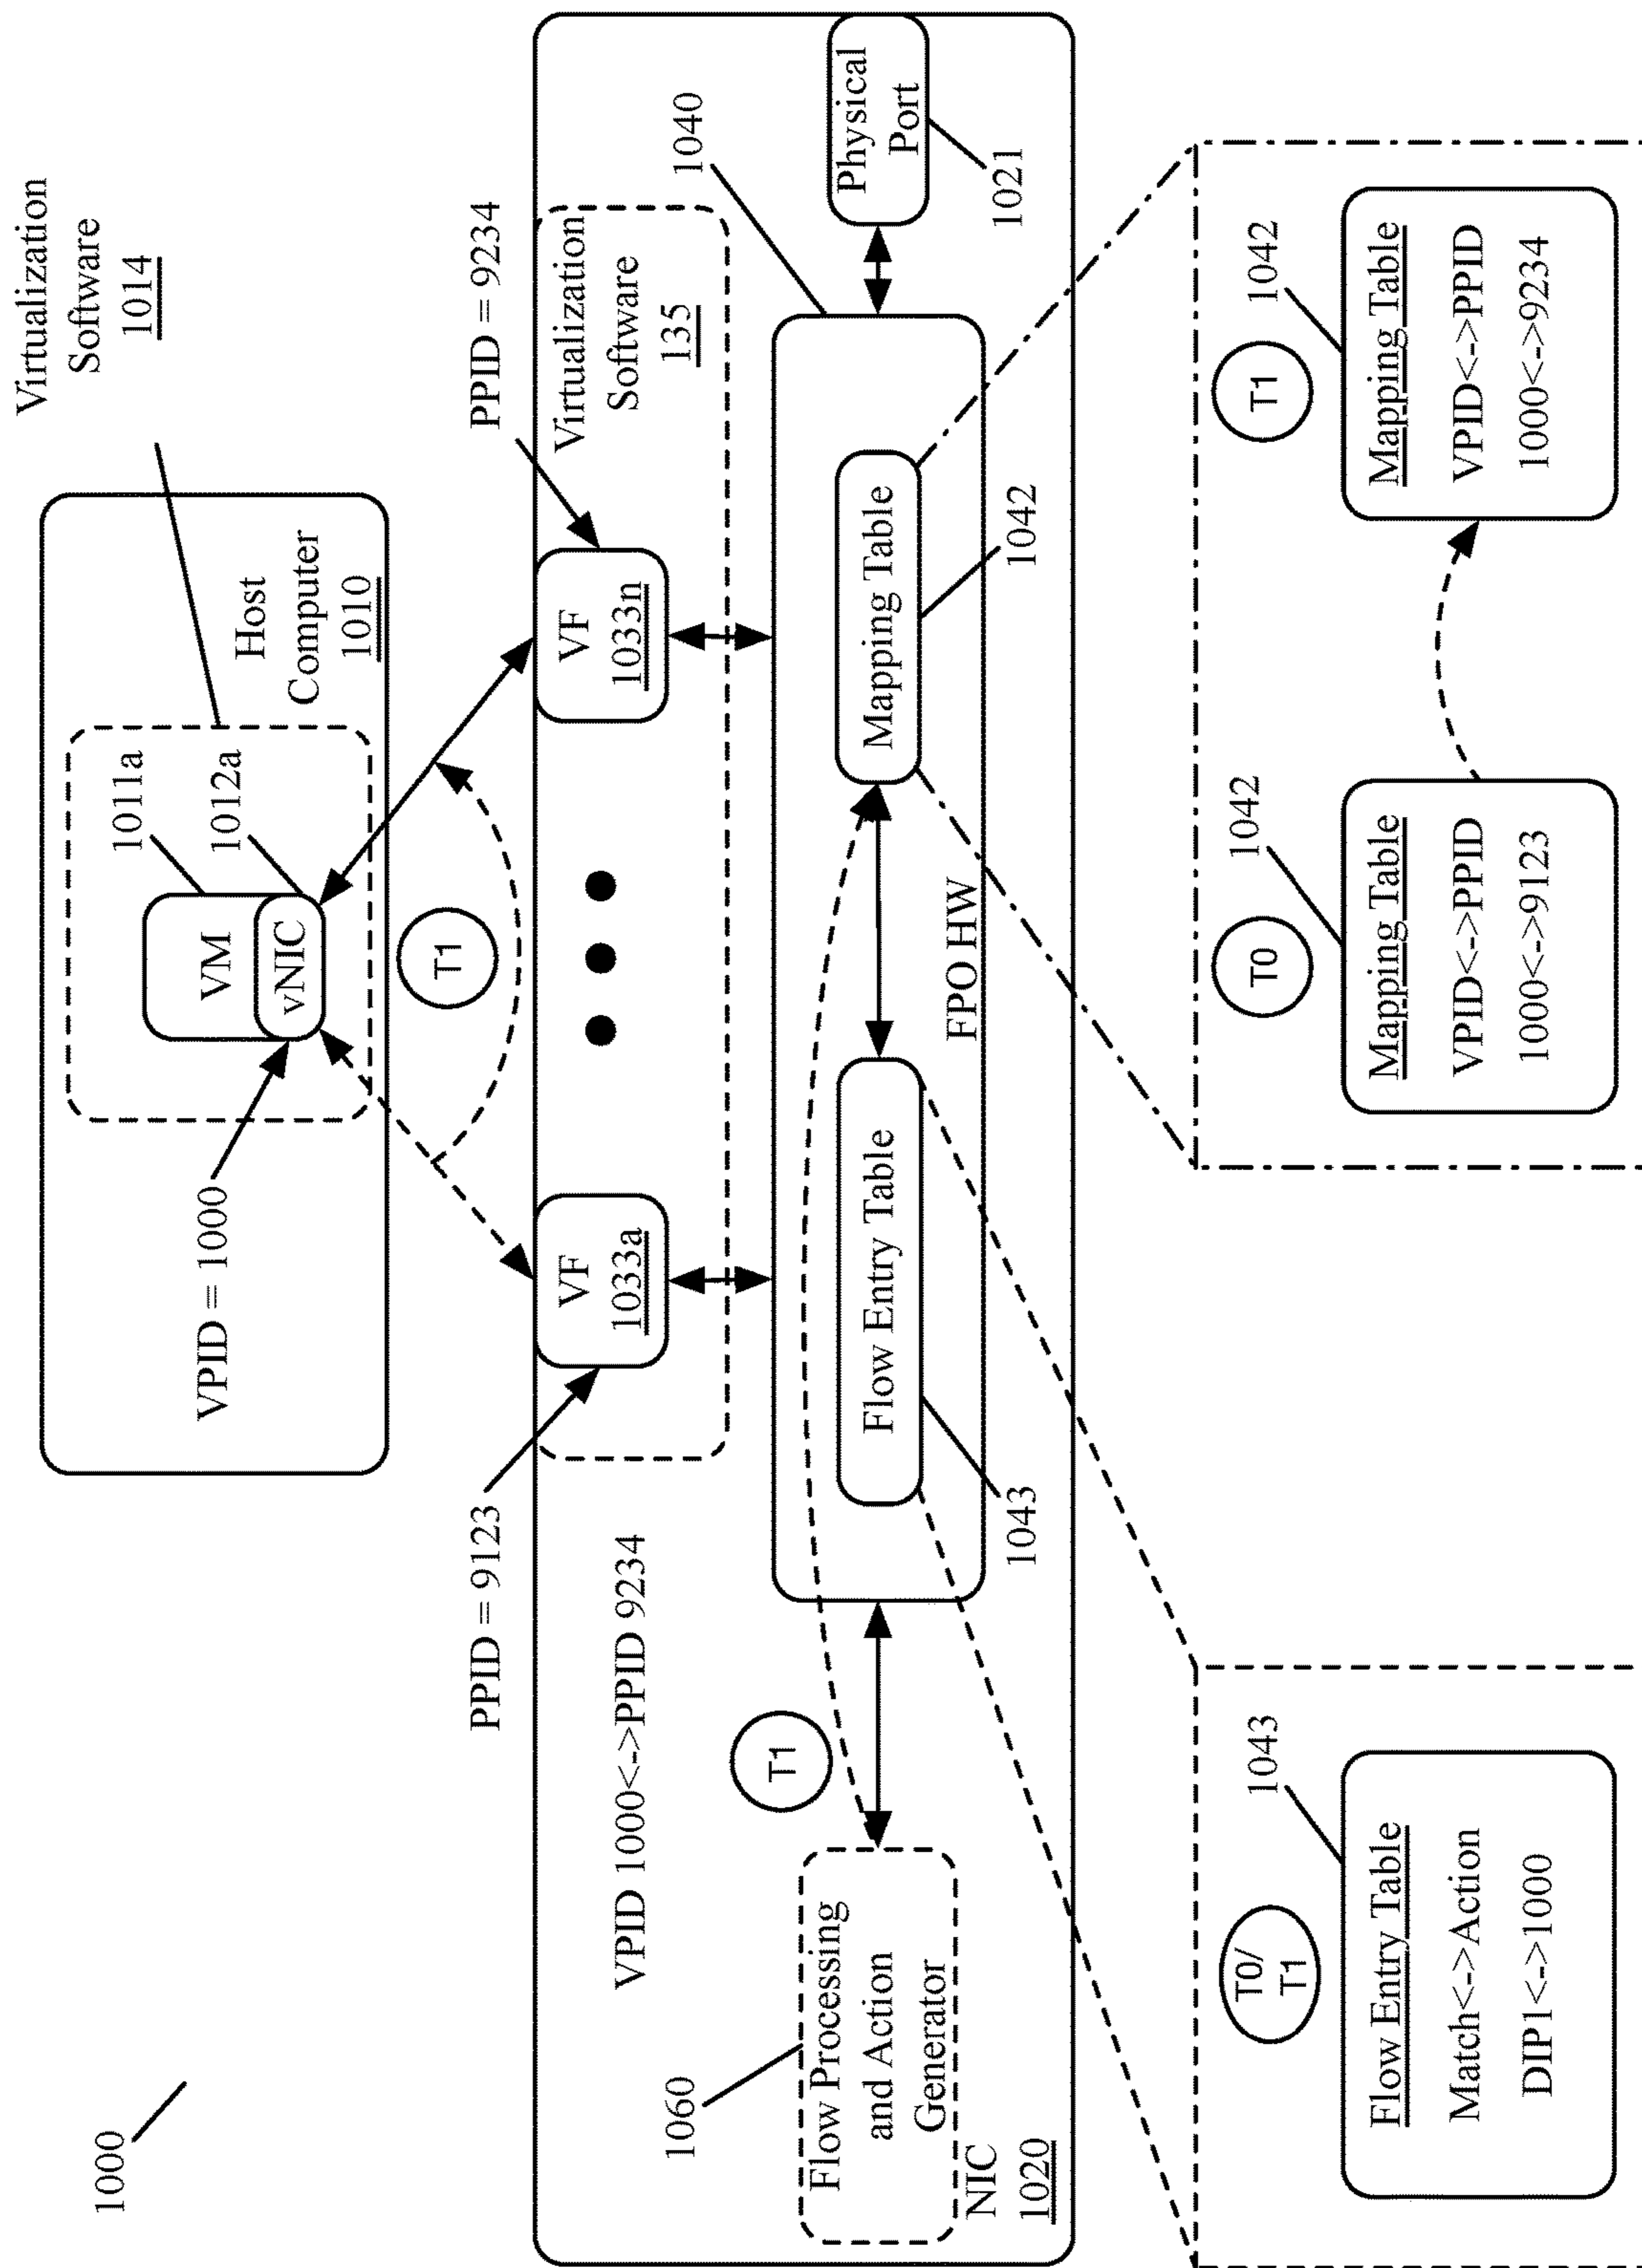 1000
Virtualization
Software
1014
Host
Computer
1010
1011a
1012a
VM
vNIC
VPID = 1000
T1
PPID = 9123
PPID = 9234
VF
1033a
VF
1033n
Virtualization
Software
135
VPID 1000<->PPID 9234
T1
1040
1060
Flow Processing
and Action
Generator
Flow Entry Table
Mapping Table
Physical
Port
FPO HW
1043
1042
1021
NIC
1020
T0/
T1
1043
Flow Entry Table
Match<->Action
DIP1<->1000
T0
1042
Mapping Table
VPID<->PPID
1000<->9123
T1
1042
Mapping Table
VPID<->PPID
1000<->9234